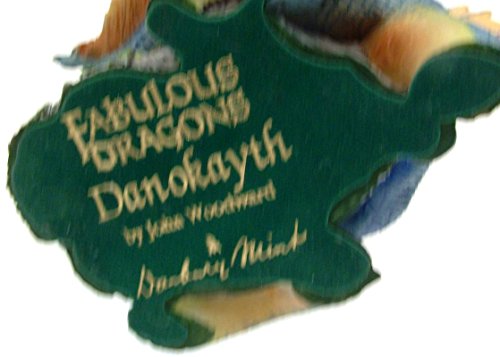 FABULOUS
DRAGONS
Danokayth
by John Woodward
Danbury Mint